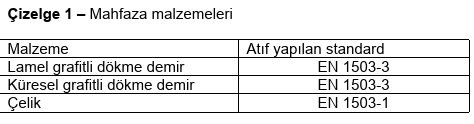 Çizelge 1 – Mahfaza malzemeleri
Malzeme Atıf yapılan standard
Lamel grafitli dökme demir EN 1503-3
Küresel grafitli dökme demir EN 1503-3
Çelik EN 1503-1